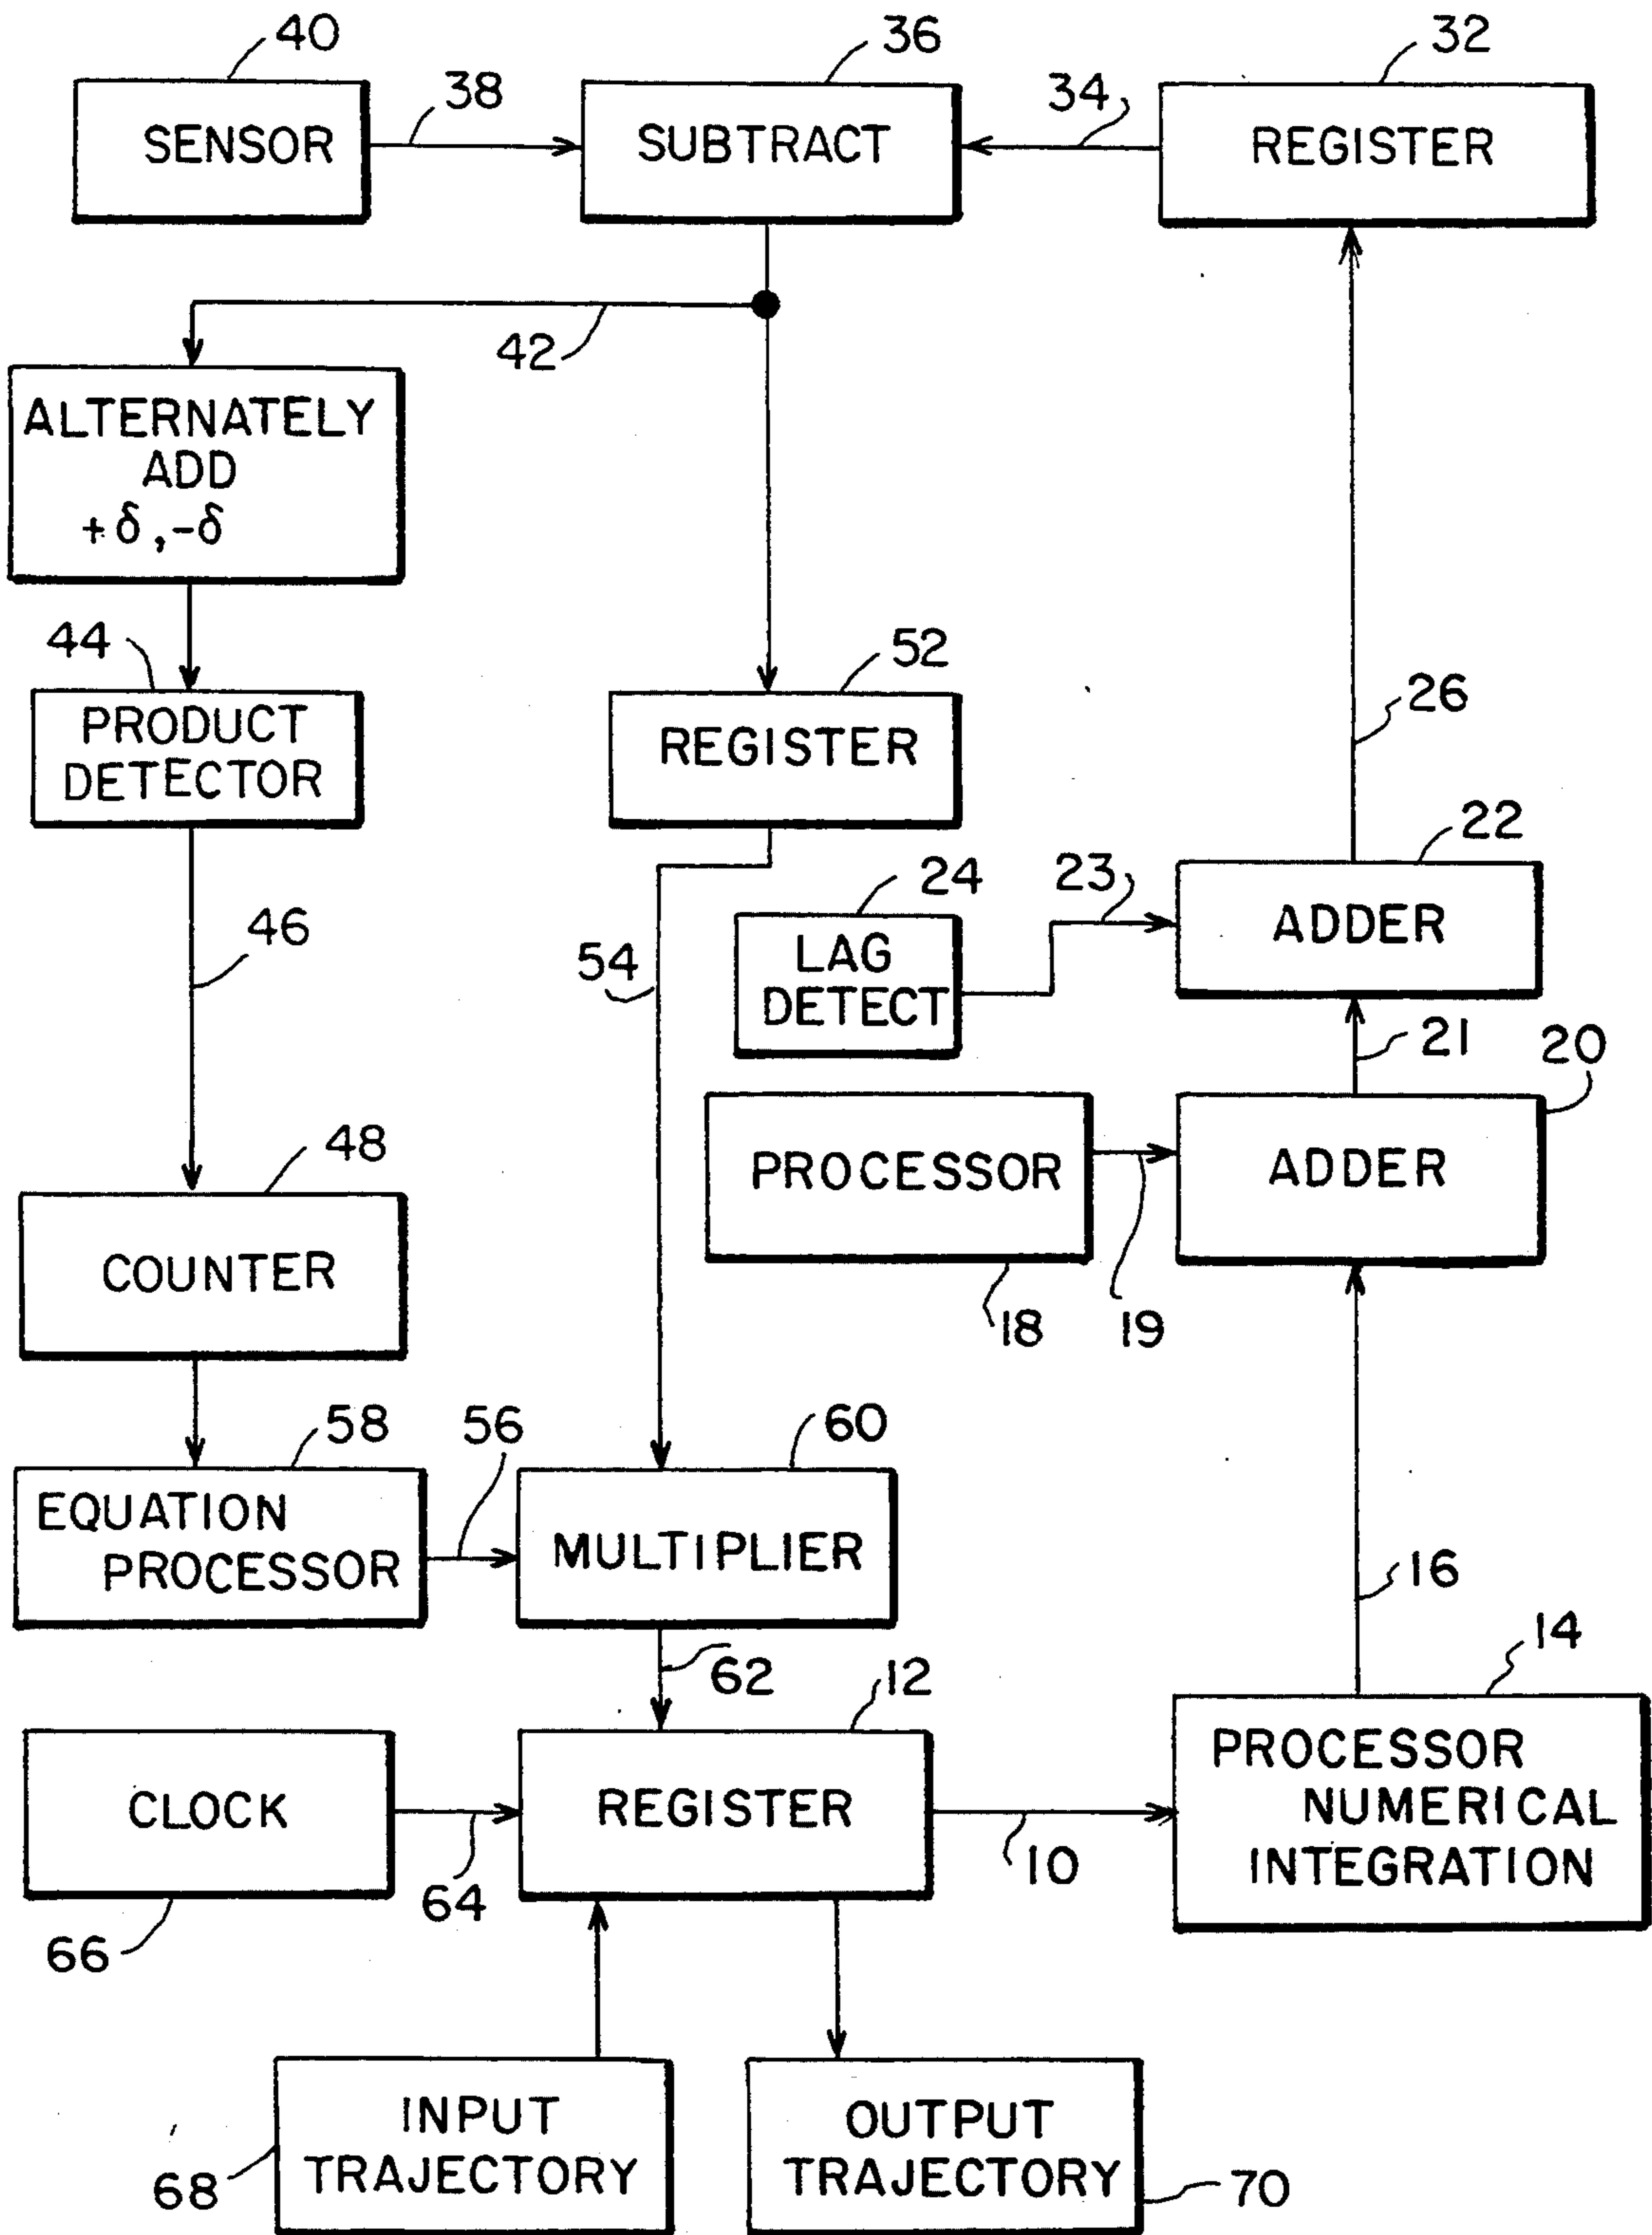 40
36
32
38
34
SENSOR
SUBTRACT
REGISTER
42
ALTERNATELY
ADD
+δ,-δ
44
52
PRODUCT
DETECTOR
REGISTER
26
22
24
23
46
54
LAG
DETECT
ADDER
21
20
48
PROCESSOR
ADDER
COUNTER
18
19
58
56
60
EQUATION
PROCESSOR
MULTIPLIER
16
14
62
12
CLOCK
REGISTER
PROCESSOR
NUMERICAL
INTEGRATION
64
10
66
INPUT
TRAJECTORY
OUTPUT
TRAJECTORY
68
70